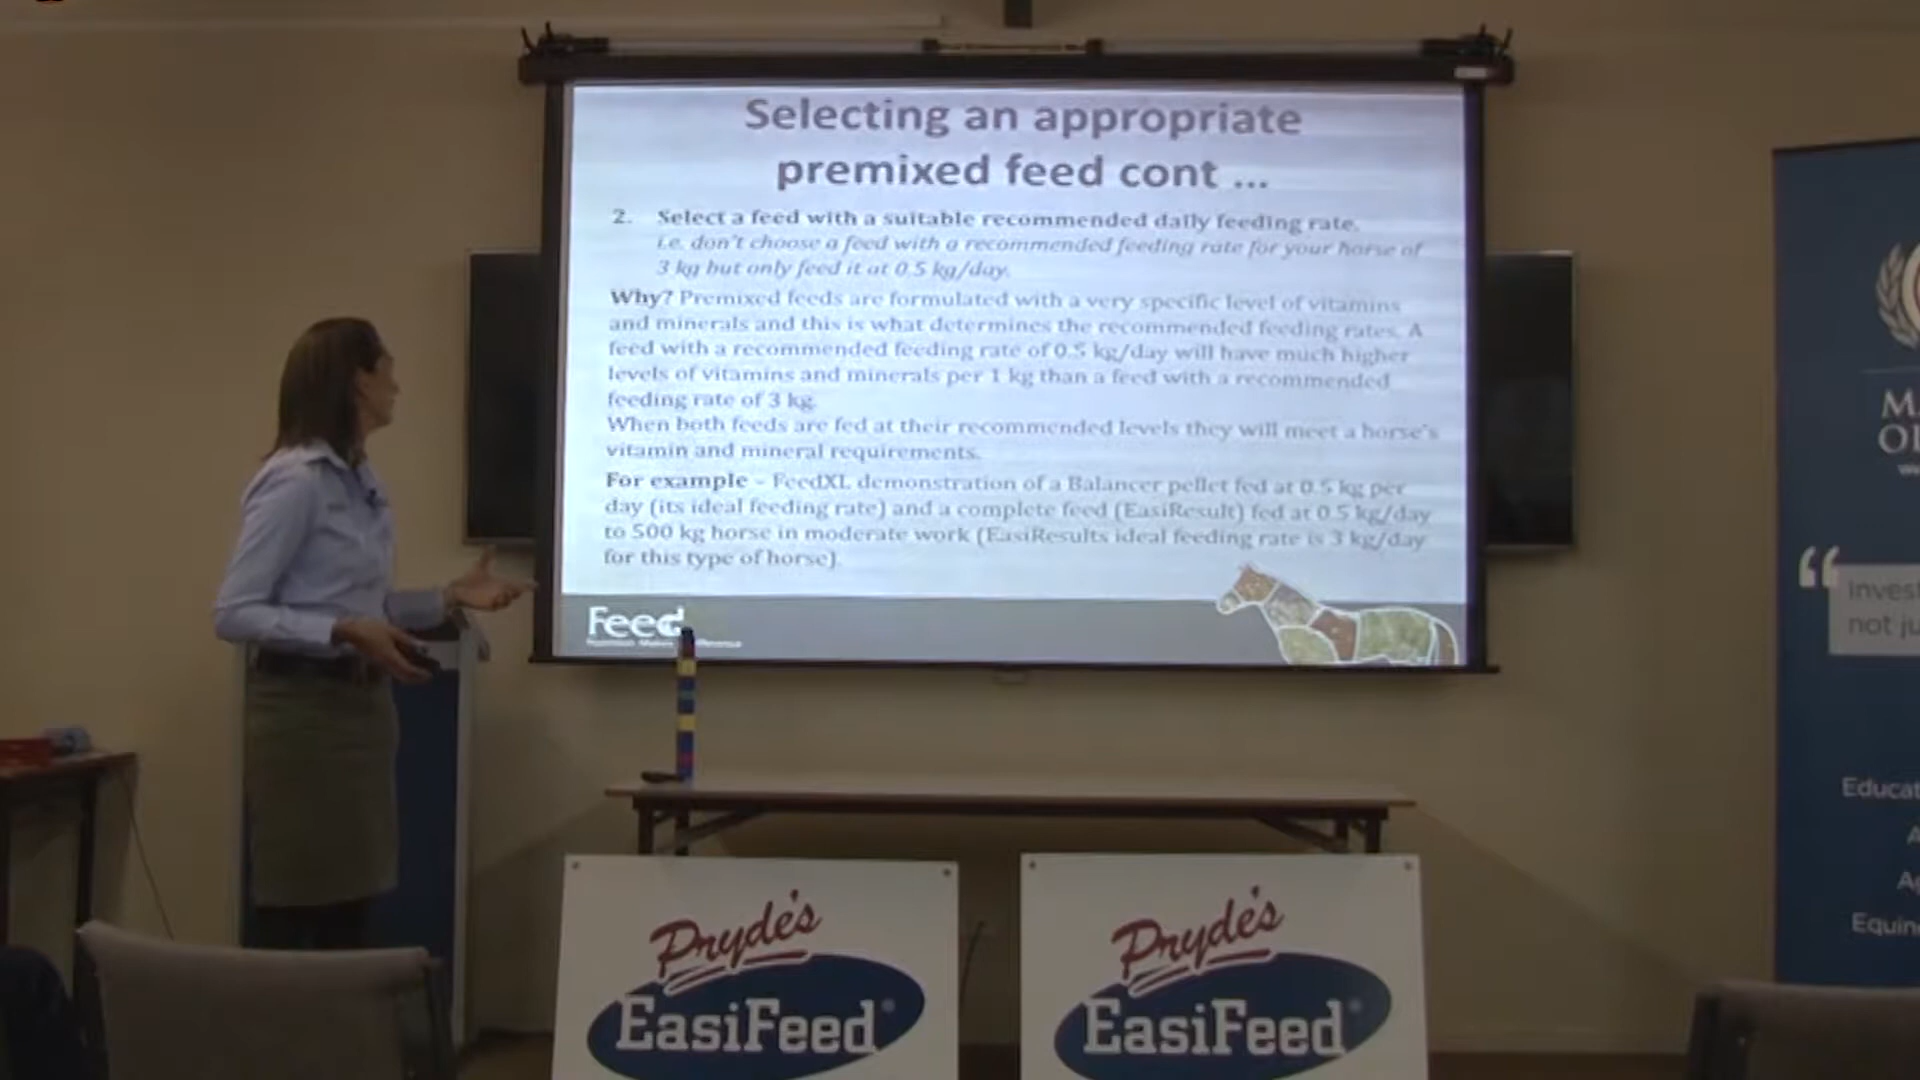 Selecting an appropriate
premixed feed cont ...
2. Select a feed with a suitable recommended daily feeding rate.
i.e. don't choose a feed with a recommended feeding rate for your horse of
3 kg but only feed it at 0.5 kg/day.
Why? Premixed feeds are formulated with a very specific level of vitamins
and minerals and this is what determines the recommended feeding rates. A
feed with a recommended feeding rate of 0.5 kg/day will have much higher
levels of vitamins and minerals per 1 kg than a feed with a recommended
feeding rate of 3 kg.
When both feeds are fed at their recommended levels they will meet a horse's
vitamin and mineral requirements.
For example - FeedXL demonstration of a Balancer pellet fed at 0.5 kg per
day (its ideal feeding rate) and a complete feed (EasiResult) fed at 0.5 kg/day
to 500 kg horse in moderate work (EasiResults ideal feeding rate is 3 kg/day
for this type of horse).
Feed
Pryde's
EasiFeed®
Pryde's
EasiFeed®
“
Invest
not ju
Educat
A
Equin